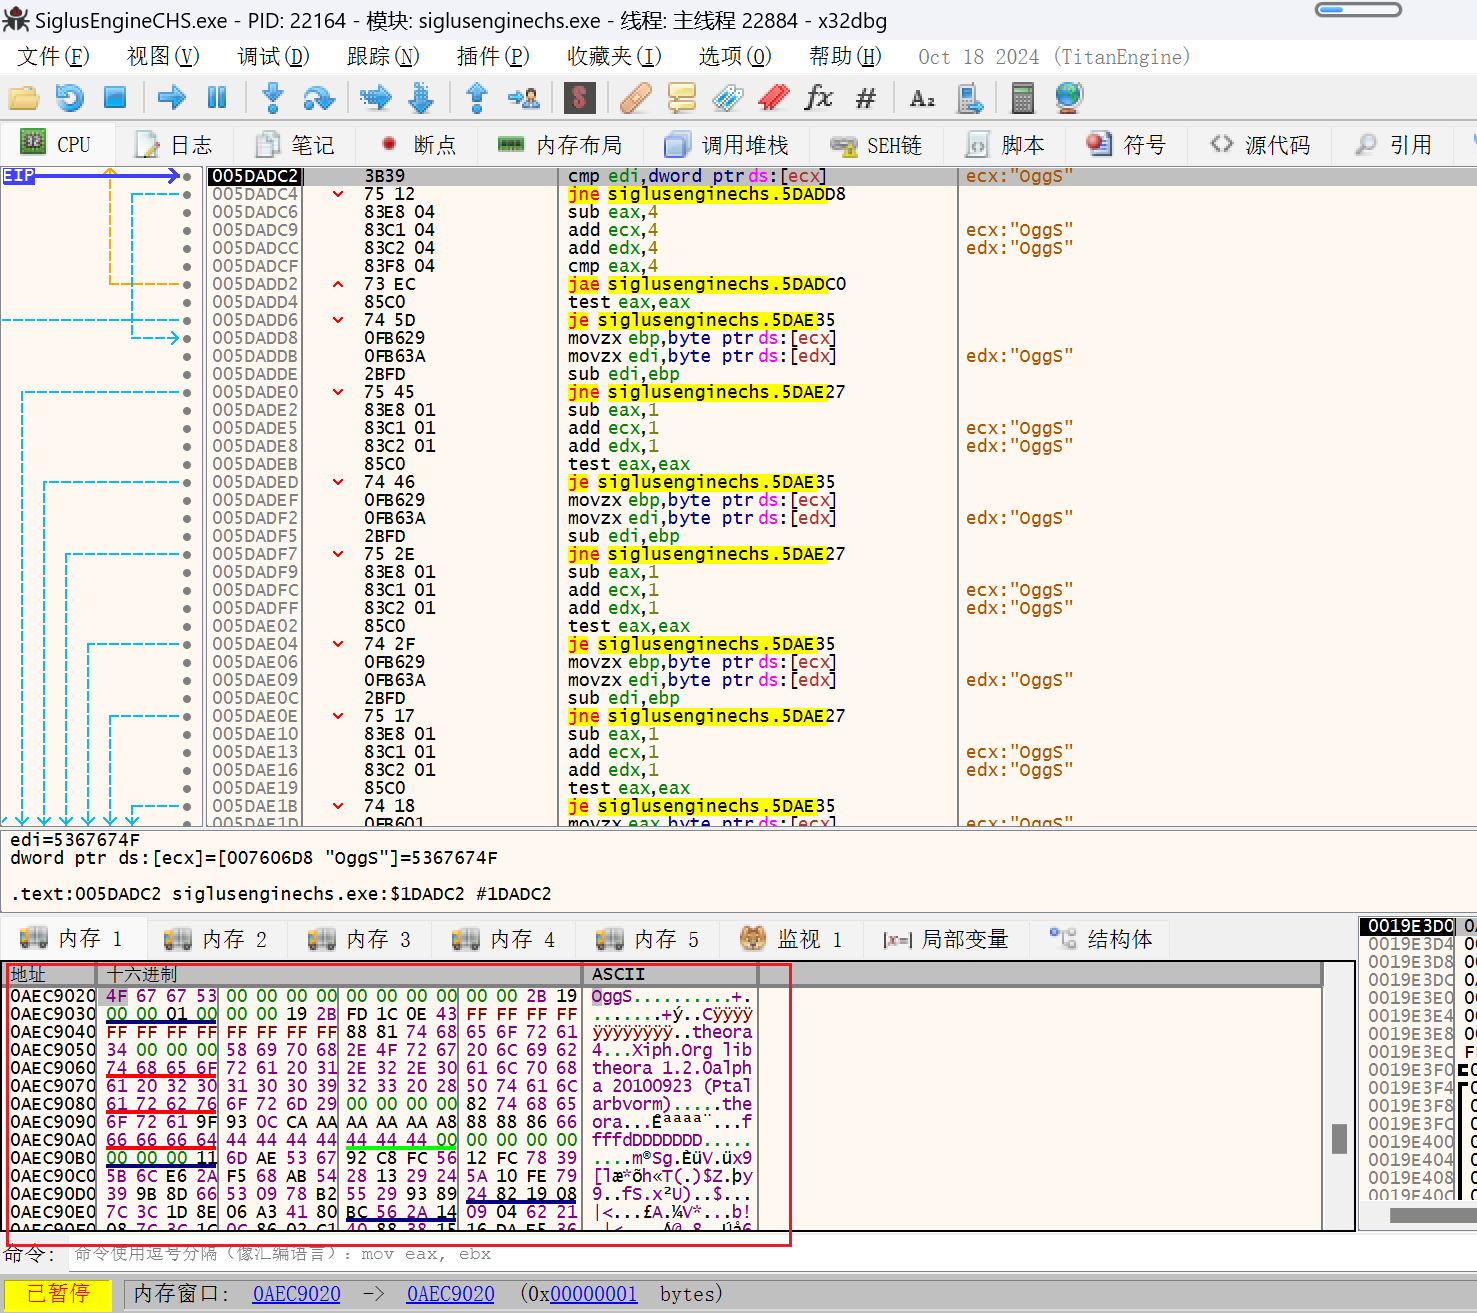 SiglusEngineCHS.exe - PID: 22164 - 模块: siglusenginechs.exe - 线程: 主线程 22884 - x32dbg
文件(F) 视图(V) 调试(D) 跟踪(N) 插件(P) 收藏夹(I) 选项(O) 帮助(H) Oct 18 2024 (TitanEngine)
CPU 日志 笔记 断点 内存布局 调用堆栈 SEH链 脚本 符号 源代码 引用
EIP 005DADC2 3B39 cmp edi,dword ptr ds:[ecx] ecx:"OggS"
005DADC4 75 12 jne siglusenginechs.5DADD8
005DADC6 83E8 04 sub eax,4
005DADC9 83C1 04 add ecx,4 ecx:"OggS"
005DADCC 83C2 04 add edx,4 edx:"OggS"
005DADCF 83F8 04 cmp eax,4
005DADD2 73 EC jae siglusenginechs.5DADC0
005DADD4 85C0 test eax,eax
005DADD6 74 5D je siglusenginechs.5DAE35
005DADD8 0FB629 movzx ebp,byte ptr ds:[ecx]
005DADDB 0FB63A movzx edi,byte ptr ds:[edx] edx:"OggS"
005DADDE 2BFD sub edi,ebp
005DADE0 75 45 jne siglusenginechs.5DAE27
005DADE2 83E8 01 sub eax,1
005DADE5 83C1 01 add ecx,1 ecx:"OggS"
005DADE8 83C2 01 add edx,1 edx:"OggS"
005DADEB 85C0 test eax,eax
005DADED 74 46 je siglusenginechs.5DAE35
005DADEF 0FB629 movzx ebp,byte ptr ds:[ecx]
005DADF2 0FB63A movzx edi,byte ptr ds:[edx] edx:"OggS"
005DADF5 2BFD sub edi,ebp
005DADF7 75 2E jne siglusenginechs.5DAE27
005DADF9 83E8 01 sub eax,1
005DADFC 83C1 01 add ecx,1 ecx:"OggS"
005DADFF 83C2 01 add edx,1 edx:"OggS"
005DAE02 85C0 test eax,eax
005DAE04 74 2F je siglusenginechs.5DAE35
005DAE06 0FB629 movzx ebp,byte ptr ds:[ecx]
005DAE09 0FB63A movzx edi,byte ptr ds:[edx] edx:"OggS"
005DAE0C 2BFD sub edi,ebp
005DAE0E 75 17 jne siglusenginechs.5DAE27
005DAE10 83E8 01 sub eax,1
005DAE13 83C1 01 add ecx,1 ecx:"OggS"
005DAE16 83C2 01 add edx,1 edx:"OggS"
005DAE19 85C0 test eax,eax
005DAE1B 74 18 je siglusenginechs.5DAE35
005DAE1D 0FB601 movzx eax,byte ptr ds:[ecx] ecx:"OggS"
edi=5367674F
dword ptr ds:[ecx]=[007606D8 "OggS"]=5367674F
.text:005DADC2 siglusenginechs.exe:$1DADC2 #1DADC2
内存 1 内存 2 内存 3 内存 4 内存 5 监视 1 [x=] 局部变量 结构体
地址 十六进制 ASCII
0AEC9020 4F 67 67 53 00 00 00 00 00 00 00 00 00 00 2B 19 OggS..........+.
0AEC9030 00 00 01 00 00 00 19 2B FD 1C 0E 43 FF FF FF FF .......+ý..Cÿÿÿÿ
0AEC9040 FF FF FF FF FF FF FF FF 88 81 74 68 65 6F 72 61 ÿÿÿÿÿÿÿÿ..theora
0AEC9050 34 00 00 00 58 69 70 68 2E 4F 72 67 20 6C 69 62 4...Xiph.Org lib
0AEC9060 74 68 65 6F 72 61 20 31 2E 32 2E 30 61 6C 70 68 theora 1.2.0alph
0AEC9070 61 20 32 30 31 30 30 39 32 33 20 28 50 74 61 6C a 20100923 (Ptal
0AEC9080 61 72 62 76 6F 72 6D 29 00 00 00 00 82 74 68 65 arbvorm).....the
0AEC9090 6F 72 61 9F 93 0C CA AA AA AA AA A8 88 88 86 66 ora...Êªªªª¨...f
0AEC90A0 66 66 66 64 44 44 44 44 44 44 44 00 00 00 00 00 fffdDDDDDDD.....
0AEC90B0 00 00 00 11 6D AE 53 67 92 C8 FC 56 12 FC 78 39 ....m®Sg.ÈüV.üx9
0AEC90C0 5B 6C E6 2A F5 68 AB 54 28 13 29 24 5A 10 FE 79 [læ*õh«T(.)$Z.þy
0AEC90D0 39 9B 8D 66 53 09 78 B2 55 29 93 89 24 82 19 08 9..fS.x²U)..$...
0AEC90E0 7C 3C 1D 8E 06 A3 41 80 BC 56 2A 14 09 04 62 21 |<...£A.¼V*...b!
0019E3D0
0019E3D4
0019E3D8
0019E3DC
0019E3E0
0019E3E4
0019E3E8
0019E3EC
0019E3F0
0019E3F4
0019E3F8
0019E3FC
0019E400
0019E404
0019E408
0019E40C
命令: 命令使用逗号分隔（像汇编语言）: mov eax, ebx
已暂停 内存窗口: 0AEC9020 -> 0AEC9020 (0x00000001 bytes)